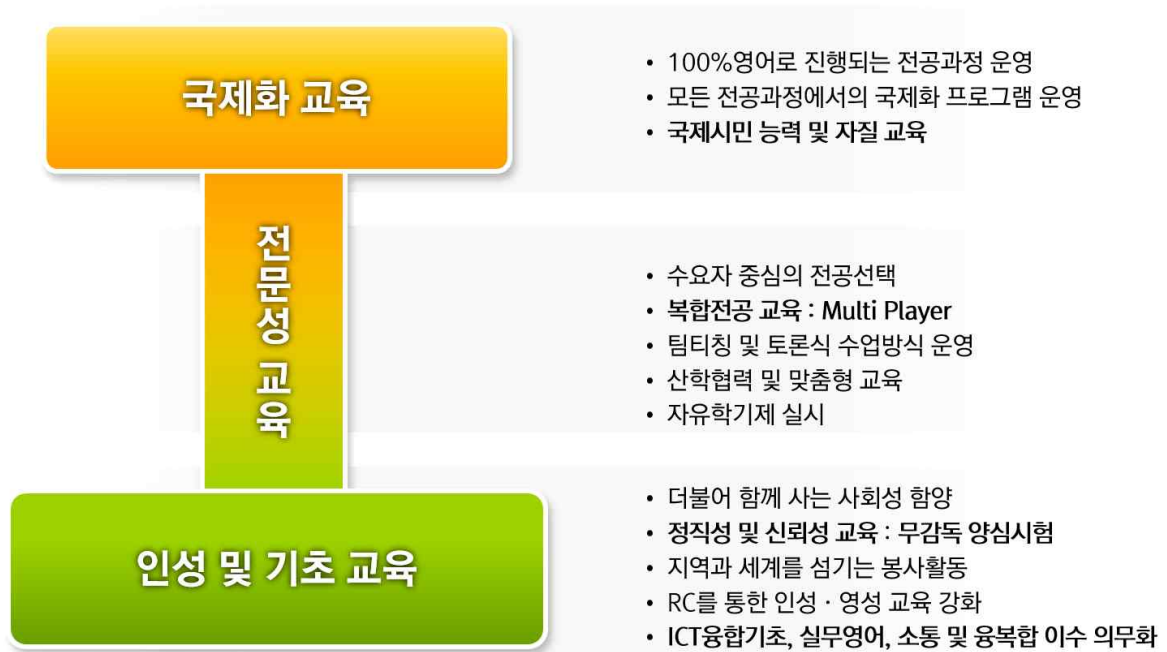 국제화 교육
• 100%영어로 진행되는 전공과정 운영
• 모든 전공과정에서의 국제화 프로그램 운영
• 국제시민 능력 및 자질 교육
전문성 교육
• 수요자 중심의 전공선택
• 복합전공 교육 : Multi Player
• 팀티칭 및 토론식 수업방식 운영
• 산학협력 및 맞춤형 교육
• 자유학기제 실시
인성 및 기초 교육
• 더불어 함께 사는 사회성 함양
• 정직성 및 신뢰성 교육 : 무감독 양심시험
• 지역과 세계를 섬기는 봉사활동
• RC를 통한 인성 · 영성 교육 강화
• ICT융합기초, 실무영어, 소통 및 융복합 이수 의무화